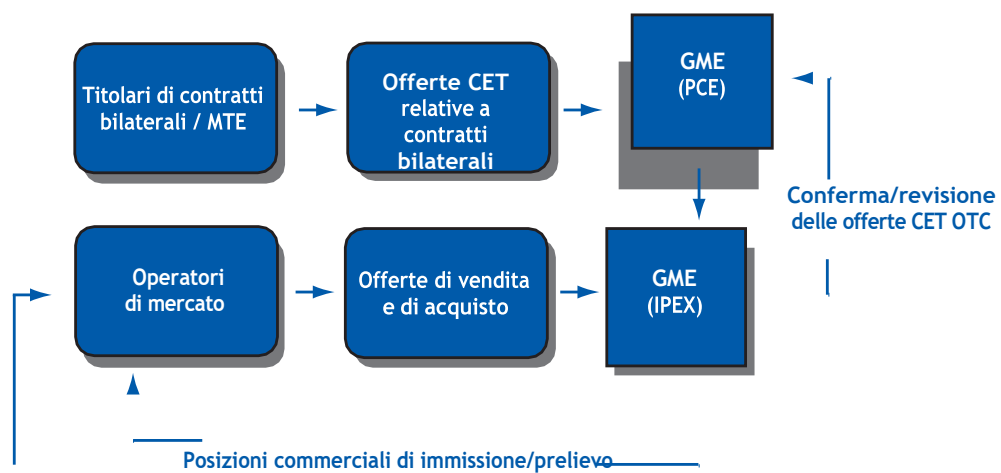 Titolari di contratti
bilaterali / MTE
Offerte CET
relative a
contratti
bilaterali
GME
(PCE)
Conferma/revisione
delle offerte CET OTC
Operatori
di mercato
Offerte di vendita
e di acquisto
GME
(IPEX)
Posizioni commerciali di immissione/prelievo